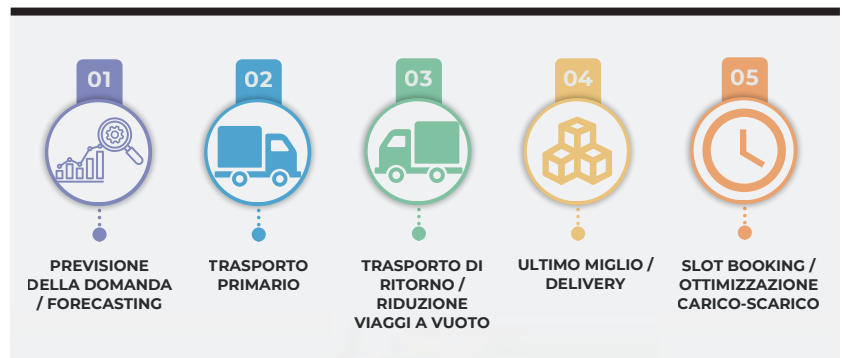 01
PREVISIONE
DELLA DOMANDA
/ FORECASTING
02
TRASPORTO
PRIMARIO
03
TRASPORTO DI
RITORNO /
RIDUZIONE
VIAGGI A VUOTO
04
ULTIMO MIGLIO /
DELIVERY
05
SLOT BOOKING /
OTTIMIZZAZIONE
CARICO-SCARICO